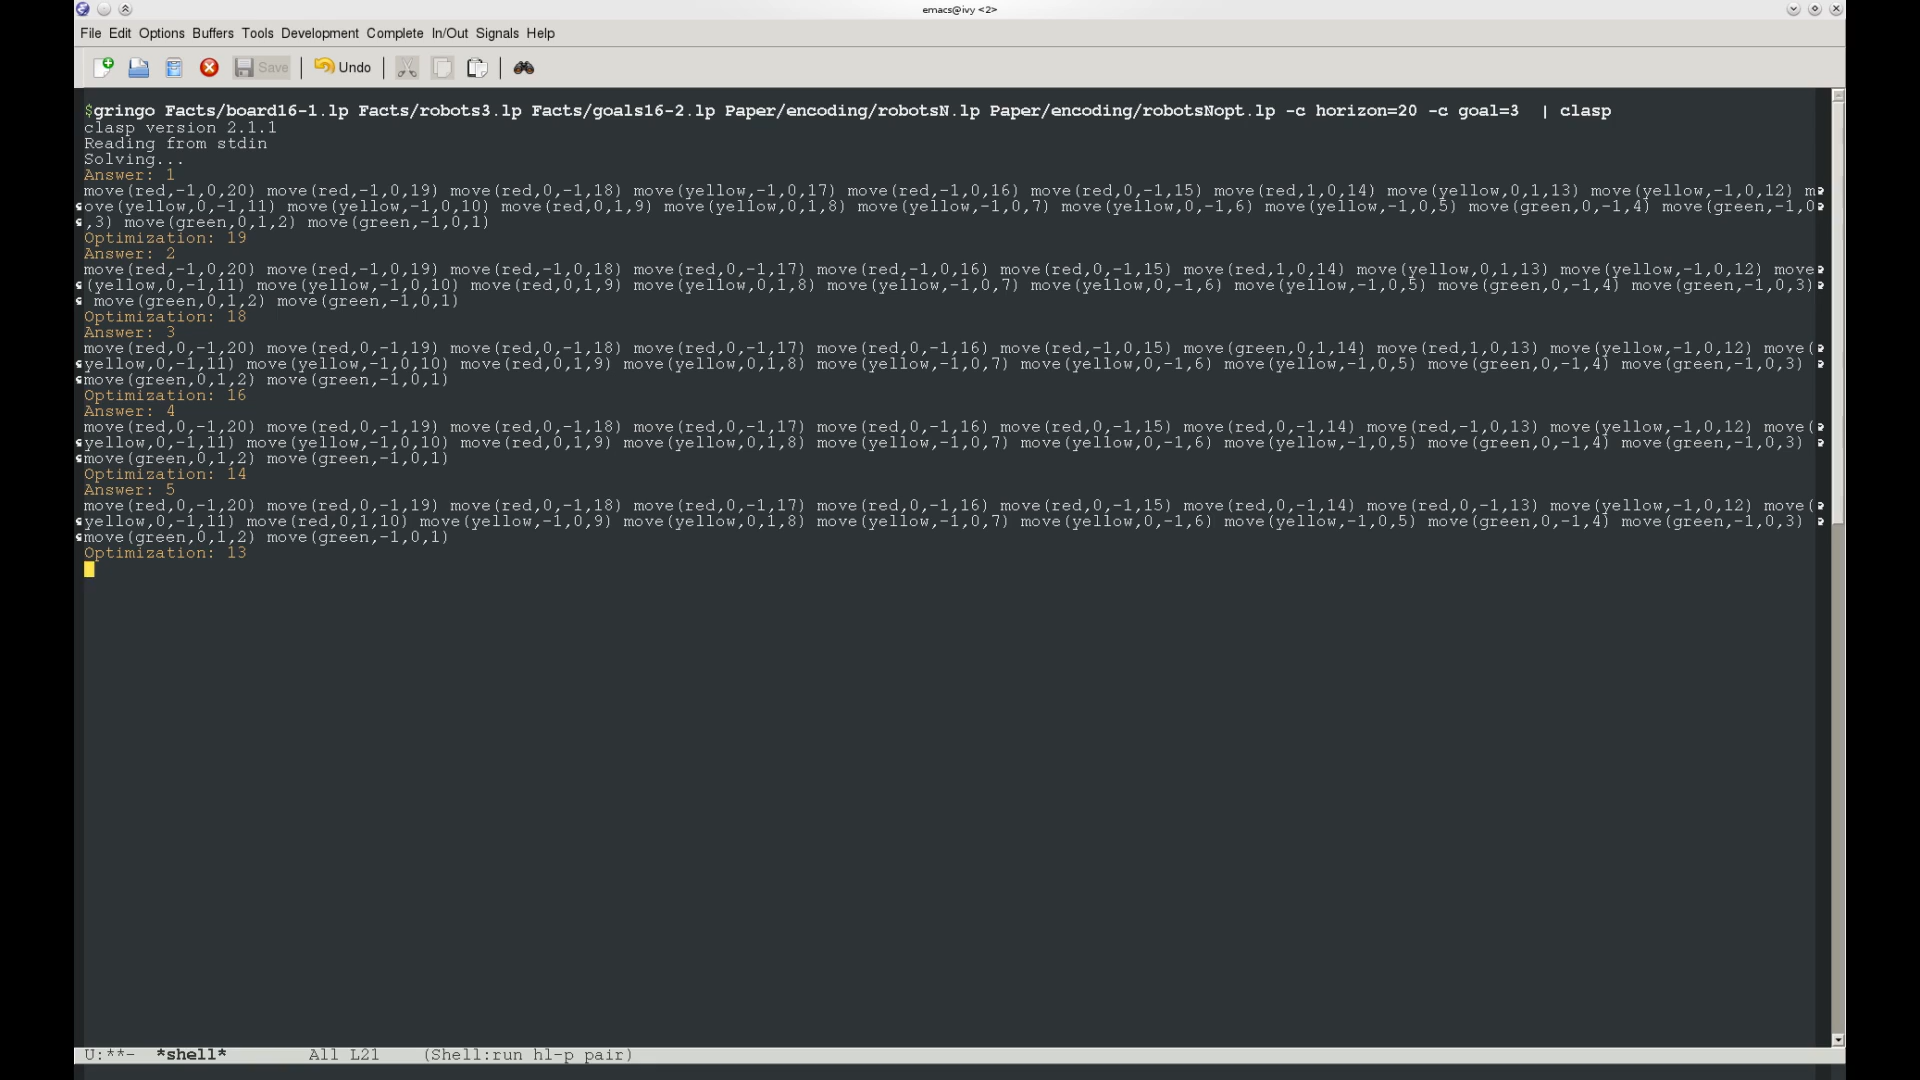 emacs@ivy <2>
File Edit Options Buffers Tools Development Complete In/Out Signals Help
Save Undo
$gringo Facts/board16-1.lp Facts/robots3.lp Facts/goals16-2.lp Paper/encoding/robotsN.lp Paper/encoding/robotsNopt.lp -c horizon=20 -c goal=3  | clasp
clasp version 2.1.1
Reading from stdin
Solving...
Answer: 1
move(red,-1,0,20) move(red,-1,0,19) move(red,0,-1,18) move(yellow,-1,0,17) move(red,-1,0,16) move(red,0,-1,15) move(red,1,0,14) move(yellow,0,1,13) move(yellow,-1,0,12) m
ove(yellow,0,-1,11) move(yellow,-1,0,10) move(red,0,1,9) move(yellow,0,1,8) move(yellow,-1,0,7) move(yellow,0,-1,6) move(yellow,-1,0,5) move(green,0,-1,4) move(green,-1,0
,3) move(green,0,1,2) move(green,-1,0,1)
Optimization: 19
Answer: 2
move(red,-1,0,20) move(red,-1,0,19) move(red,-1,0,18) move(red,0,-1,17) move(red,-1,0,16) move(red,0,-1,15) move(red,1,0,14) move(yellow,0,1,13) move(yellow,-1,0,12) move
(yellow,0,-1,11) move(yellow,-1,0,10) move(red,0,1,9) move(yellow,0,1,8) move(yellow,-1,0,7) move(yellow,0,-1,6) move(yellow,-1,0,5) move(green,0,-1,4) move(green,-1,0,3)
move(green,0,1,2) move(green,-1,0,1)
Optimization: 18
Answer: 3
move(red,0,-1,20) move(red,0,-1,19) move(red,0,-1,18) move(red,0,-1,17) move(red,0,-1,16) move(red,-1,0,15) move(green,0,1,14) move(red,1,0,13) move(yellow,-1,0,12) move(
yellow,0,-1,11) move(yellow,-1,0,10) move(red,0,1,9) move(yellow,0,1,8) move(yellow,-1,0,7) move(yellow,0,-1,6) move(yellow,-1,0,5) move(green,0,-1,4) move(green,-1,0,3)
move(green,0,1,2) move(green,-1,0,1)
Optimization: 16
Answer: 4
move(red,0,-1,20) move(red,0,-1,19) move(red,0,-1,18) move(red,0,-1,17) move(red,0,-1,16) move(red,0,-1,15) move(red,0,-1,14) move(red,-1,0,13) move(yellow,-1,0,12) move(
yellow,0,-1,11) move(yellow,-1,0,10) move(red,0,1,9) move(yellow,0,1,8) move(yellow,-1,0,7) move(yellow,0,-1,6) move(yellow,-1,0,5) move(green,0,-1,4) move(green,-1,0,3)
move(green,0,1,2) move(green,-1,0,1)
Optimization: 14
Answer: 5
move(red,0,-1,20) move(red,0,-1,19) move(red,0,-1,18) move(red,0,-1,17) move(red,0,-1,16) move(red,0,-1,15) move(red,0,-1,14) move(red,0,-1,13) move(yellow,-1,0,12) move(
yellow,0,-1,11) move(red,0,1,10) move(yellow,-1,0,9) move(yellow,0,1,8) move(yellow,-1,0,7) move(yellow,0,-1,6) move(yellow,-1,0,5) move(green,0,-1,4) move(green,-1,0,3)
move(green,0,1,2) move(green,-1,0,1)
Optimization: 13
U:**-  *shell*        All L21    (Shell:run hl-p pair)